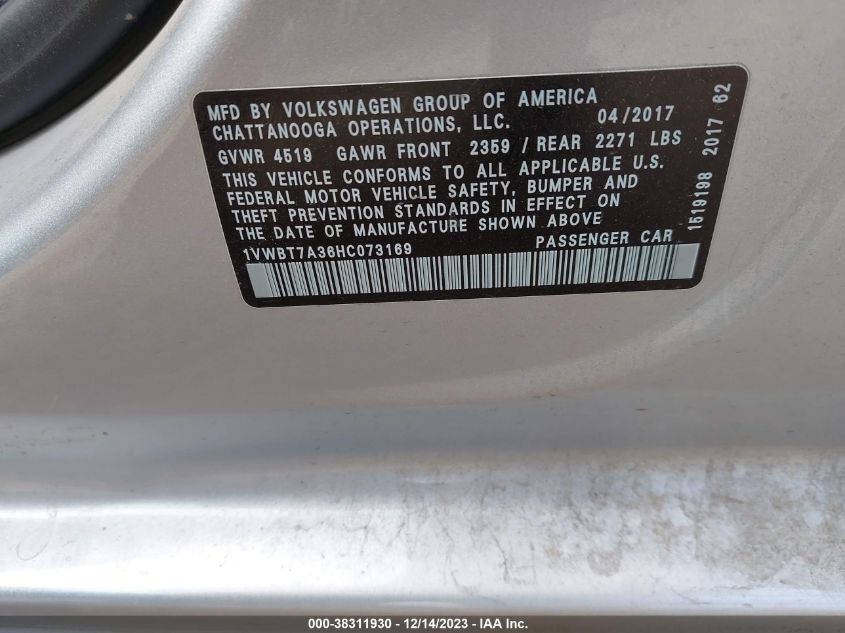 MFD BY VOLKSWAGEN GROUP OF AMERICA
CHATTANOOGA OPERATIONS, LLC. 04/2017
GVWR 4519 GAWR FRONT 2359 / REAR 2271 LBS
THIS VEHICLE CONFORMS TO ALL APPLICABLE U.S.
FEDERAL MOTOR VEHICLE SAFETY, BUMPER AND
THEFT PREVENTION STANDARDS IN EFFECT ON
THE DATE OF MANUFACTURE SHOWN ABOVE
1VWBT7A36HC073169 PASSENGER CAR
1519198 2017 62
000-38311930 - 12/14/2023 - © IAA Inc.